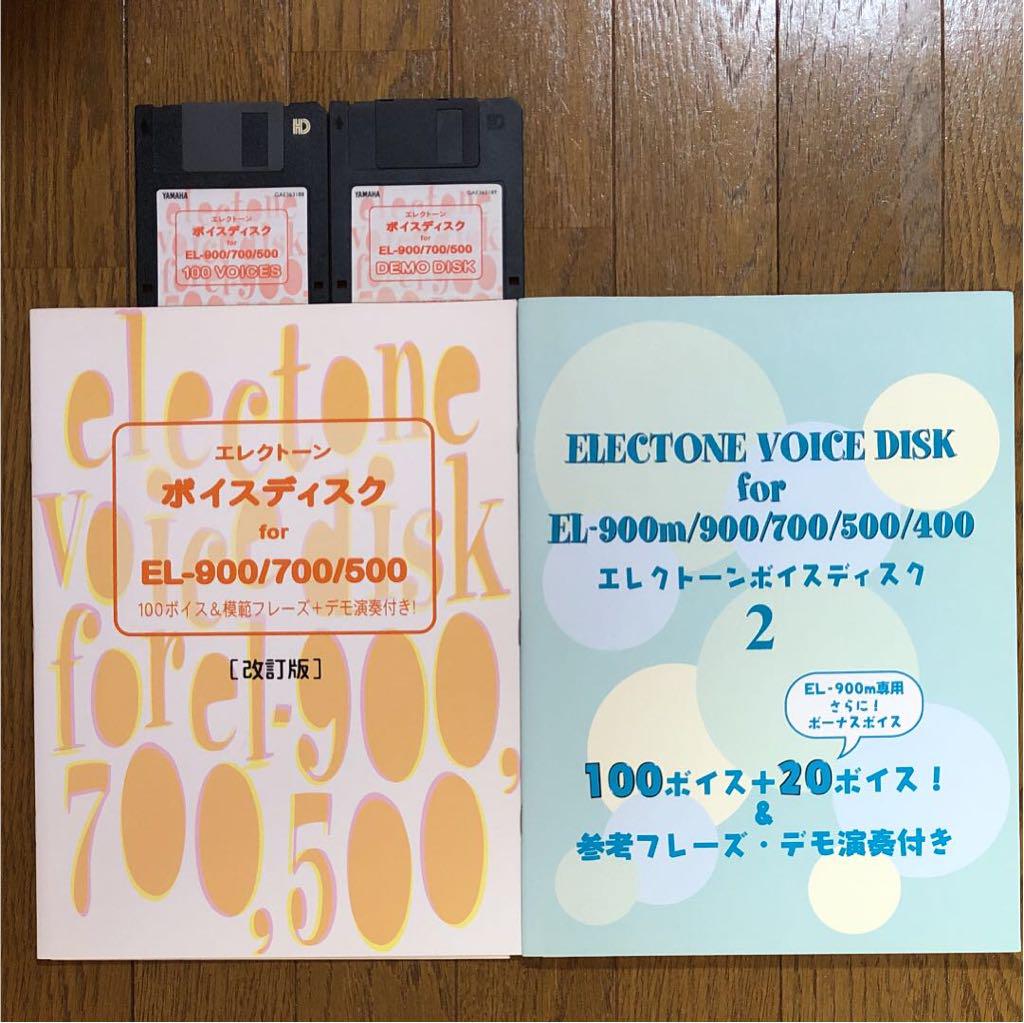 HD
YAMAHA GAE363188
エレクトーン
ボイスディスク
for
EL-900/700/500
100 VOICES
HD
YAMAHA GAE363189
エレクトーン
ボイスディスク
for
EL-900/700/500
DEMO DISK
electone
voice disk
for el-900,
700,500
エレクトーン
ボイスディスク
for
EL-900/700/500
100ボイス&模範フレーズ+デモ演奏付き!
[改訂版]
ELECTONE VOICE DISK
for
EL-900m/900/700/500/400
エレクトーンボイスディスク
2
EL-900m専用
さらに!
ボーナスボイス
100ボイス+20ボイス!
&
参考フレーズ・デモ演奏付き